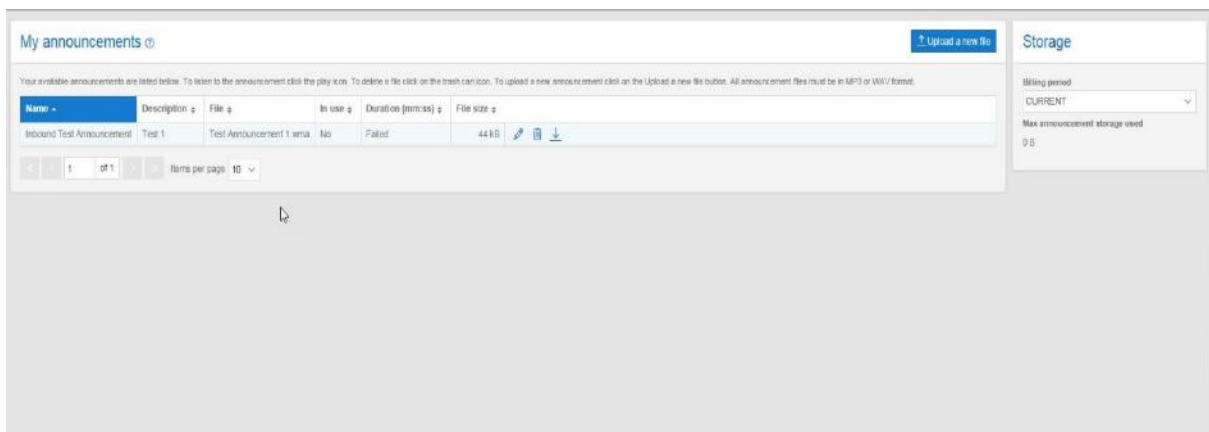 My announcements
Upload a new file
Your available announcements are listed below. To listen to the announcement click the play icon. To delete a file click on the trash can icon. To upload a new announcement click on the Upload a new file button. All announcement files must be in MP3 or WAV format.
Name Description File In use Duration [mm:ss] File size
Inbound Test Announcement Test 1 Test Announcement 1 wma No Failed 44 kB
1 of 1 Items per page 10
Storage
Billing period
CURRENT
Max announcement storage used
0 B